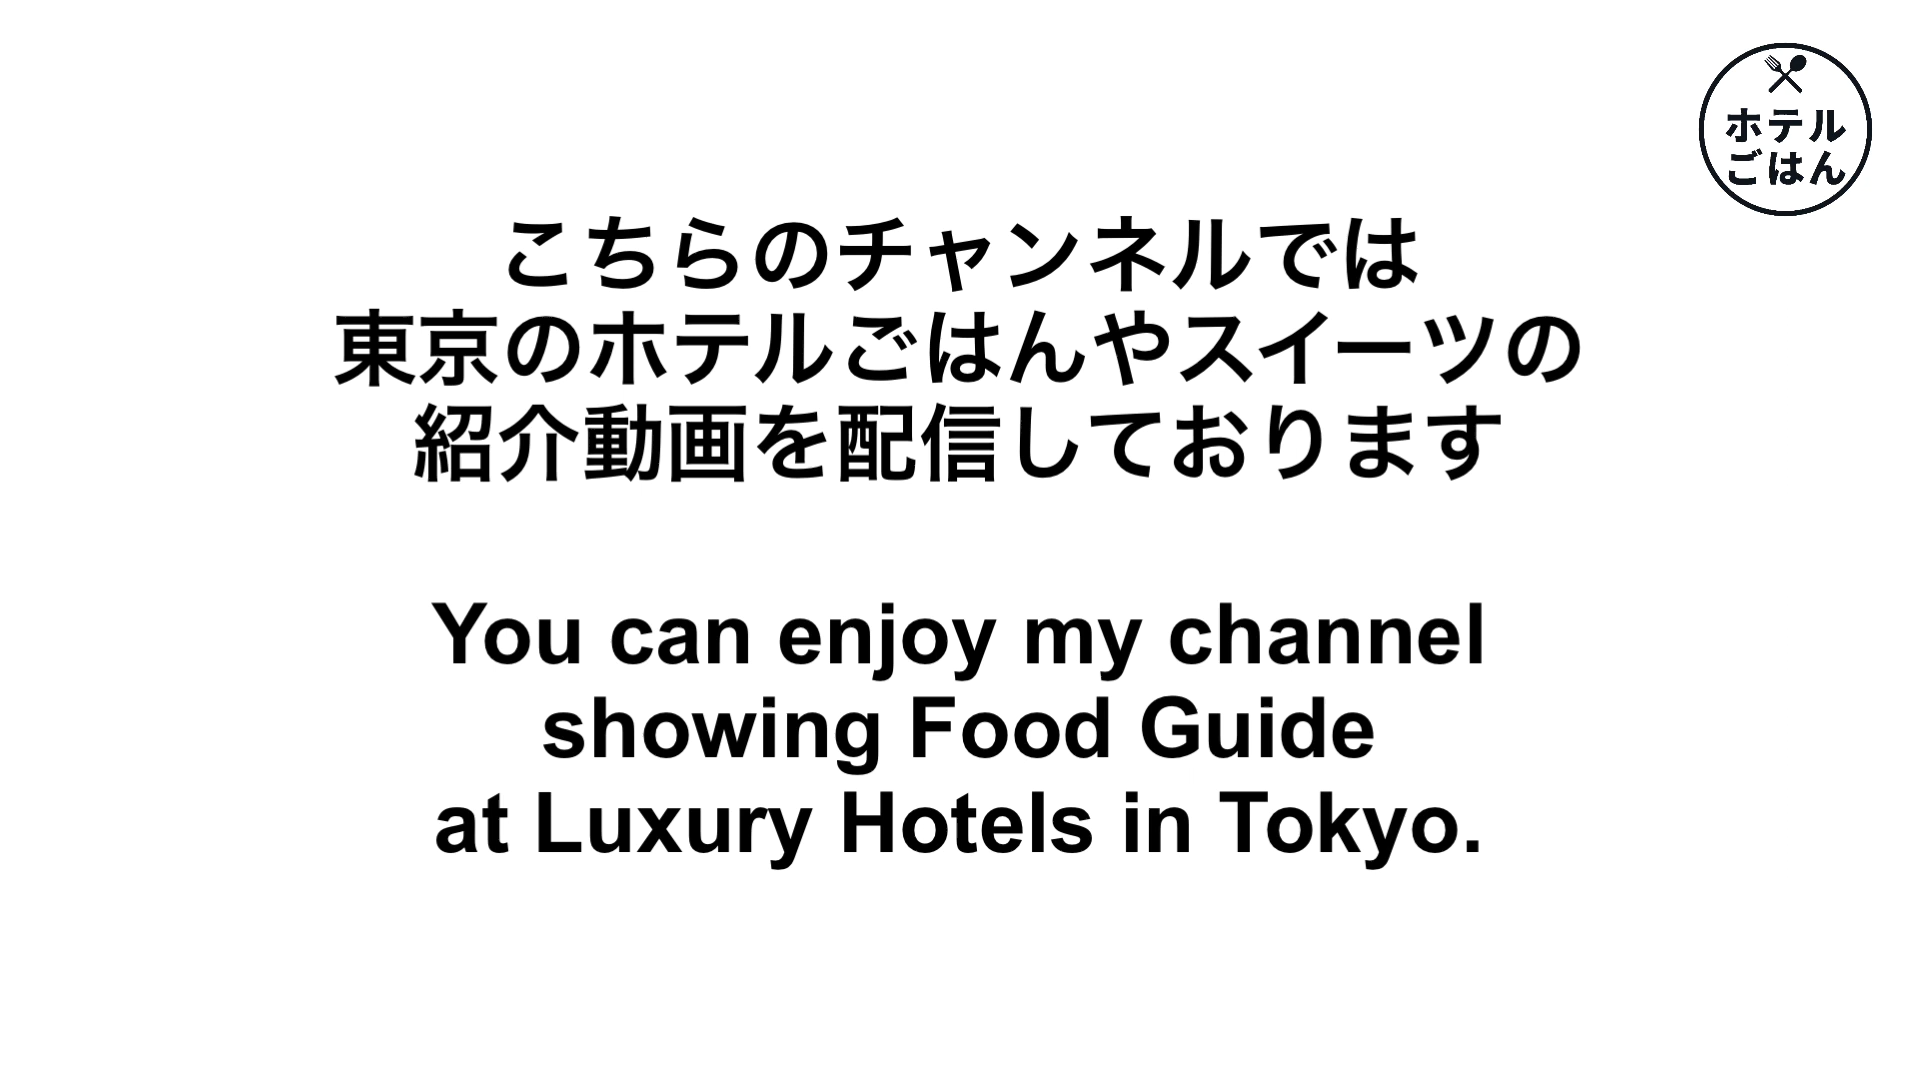 ホテル
ごはん
こちらのチャンネルでは
東京のホテルごはんやスイーツの
紹介動画を配信しております
You can enjoy my channel
showing Food Guide
at Luxury Hotels in Tokyo.